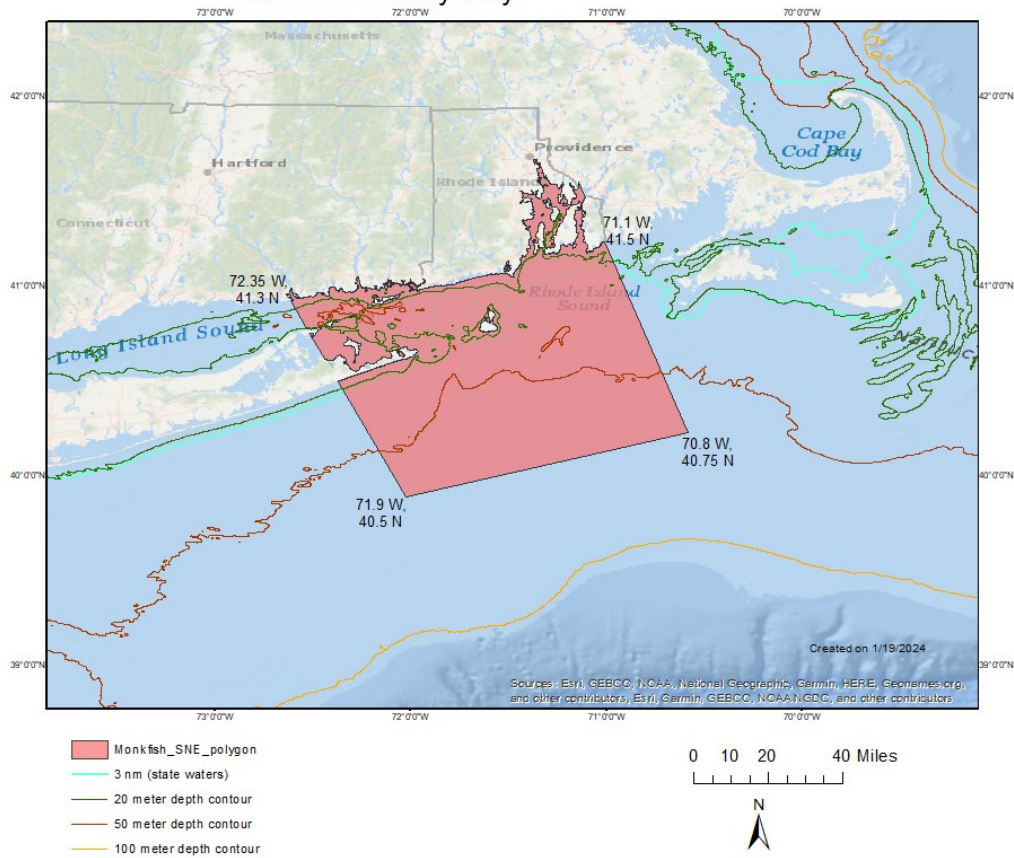 73°0'0"W 72°0'0"W 71°0'0"W 70°0'0"W
Massachusetts
42°0'0"N 42°0'0"N
Cape
Cod Bay
Providence
Hartford
Rhode Island
Connecticut
71.1 W,
41.5 N
72.35 W,
41.3 N
41°0'0"N 41°0'0"N
Rhode Island
Sound
Long Island Sound
70.8 W,
40.75 N
40°0'0"N 40°0'0"N
71.9 W,
40.5 N
Created on 1/19/2024
39°0'0"N 39°0'0"N
Sources: Esri, GEBCO, NOAA, National Geographic, Garmin, HERE, Geonames.org,
and other contributors, Esri, Garmin, GEBCO, NOAA NGDC, and other contributors
73°0'0"W 72°0'0"W 71°0'0"W 70°0'0"W
Monkfish_SNE_polygon
3 nm (state waters)
20 meter depth contour
50 meter depth contour
100 meter depth contour
0 10 20 40 Miles
N